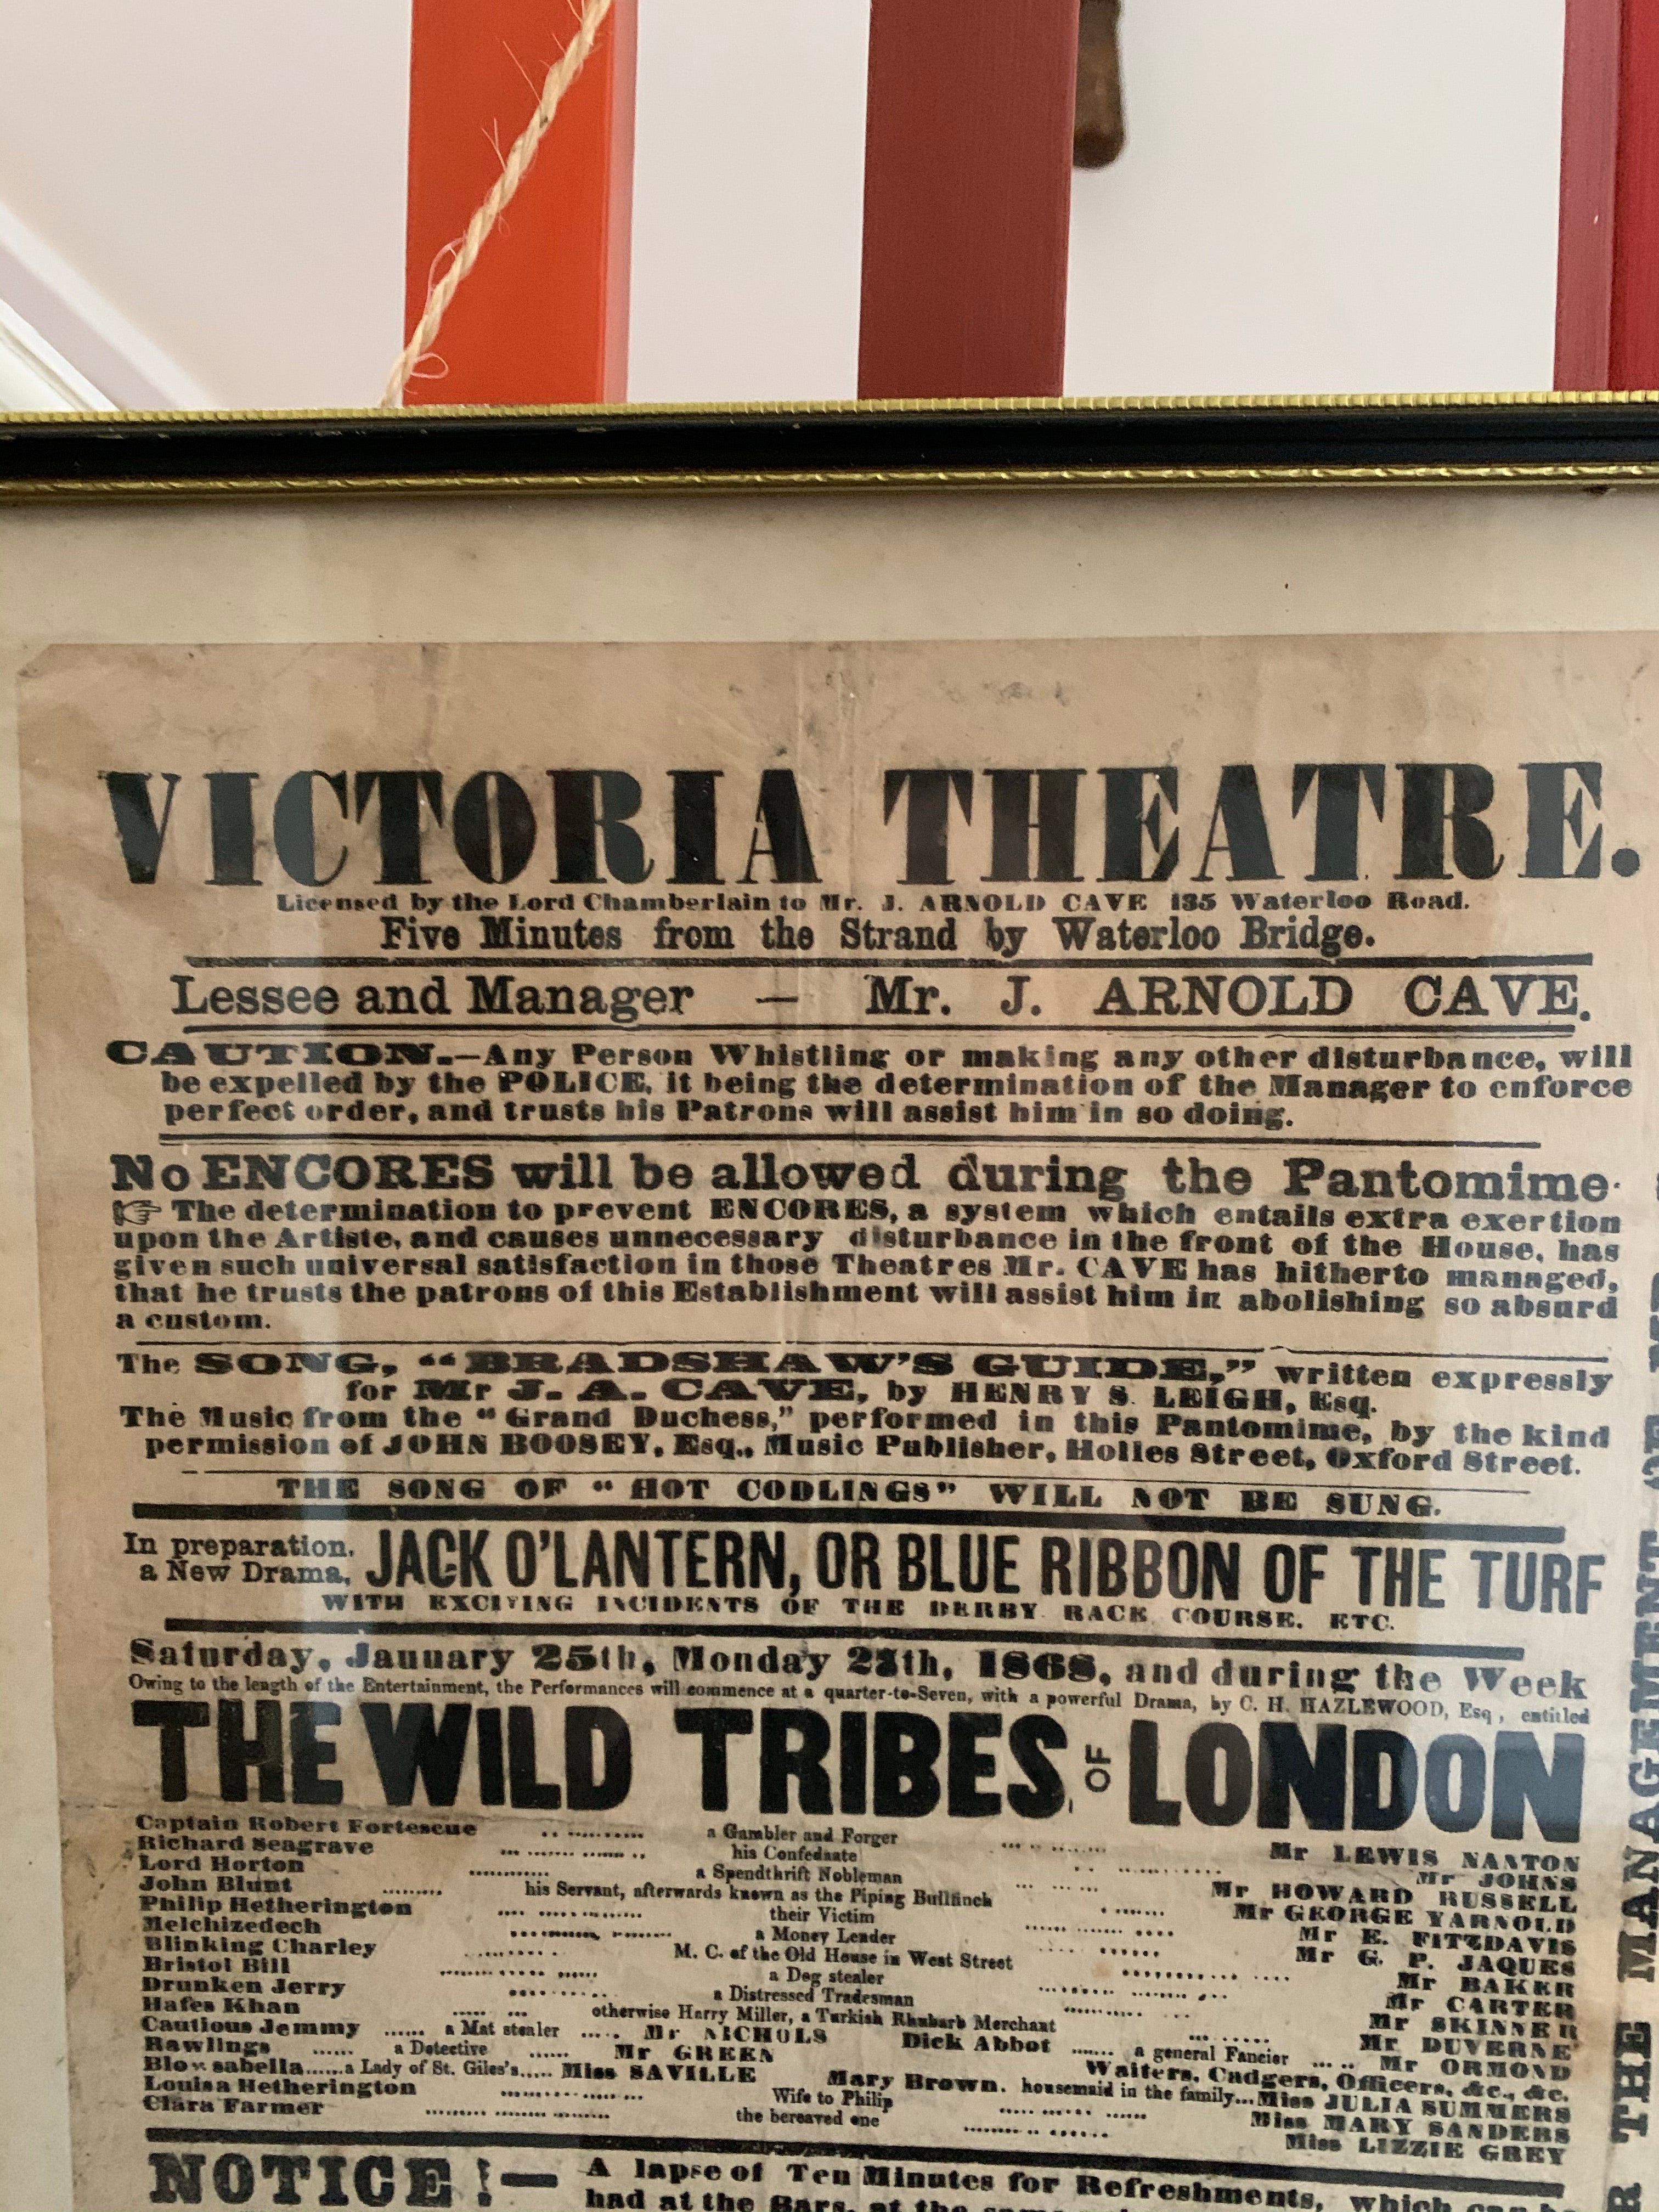 VICTORIA THEATRE.
Licensed by the Lord Chamberlain to Mr. J. ARNOLD CAVE 135 Waterloo Road.
Five Minutes from the Strand by Waterloo Bridge.
Lessee and Manager — Mr. J. ARNOLD CAVE.
CAUTION.—Any Person Whistling or making any other disturbance, will
be expelled by the POLICE, it being the determination of the Manager to enforce
perfect order, and trusts his Patrons will assist him in so doing.
No ENCORES will be allowed during the Pantomime.
☞ The determination to prevent ENCORES, a system which entails extra exertion
upon the Artiste, and causes unnecessary disturbance in the front of the House, has
given such universal satisfaction in those Theatres Mr. CAVE has hitherto managed,
that he trusts the patrons of this Establishment will assist him in abolishing so absurd
a custom.
The SONG, "BRADSHAW'S GUIDE," written expressly
for Mr J. A. CAVE, by HENRY S. LEIGH, Esq.
The Music from the "Grand Duchess," performed in this Pantomime, by the kind
permission of JOHN BOOSEY, Esq., Music Publisher, Holles Street, Oxford Street.
THE SONG OF "HOT CODLINGS" WILL NOT BE SUNG.
In preparation,
a New Drama, JACK O'LANTERN, OR BLUE RIBBON OF THE TURF
WITH EXCITING INCIDENTS OF THE DERBY RACE COURSE, ETC.
Saturday, January 25th, Monday 27th, 1868, and during the Week
Owing to the length of the Entertainment, the Performances will commence at a quarter-to-Seven, with a powerful Drama, by C. H. HAZLEWOOD, Esq, entitled
THE WILD TRIBES OF LONDON
Captain Robert Fortescue ... a Gambler and Forger ... Mr LEWIS NANTON
Richard Seagrave ... his Confedaate ... Mr JOHNS
Lord Horton ... a Spendthrift Nobleman ... Mr HOWARD RUSSELL
John Blunt ... his Servant, afterwards known as the Piping Bullfinch ... Mr GEORGE YARNOLD
Philip Hetherington ... their Victim ... Mr E. FITZDAVIS
Melchizedech ... a Money Lender ... Mr G. P. JAQUES
Blinking Charley ... M. C. of the Old House in West Street ... Mr BAKER
Bristol Bill ... a Dog stealer ... Mr CARTER
Drunken Jerry ... a Distressed Tradesman ... Mr SKINNER
Hafes Khan ... otherwise Harry Miller, a Turkish Rhubarb Merchant ... Mr DUVERNE
Cautious Jemmy ...... a Mat stealer ..... Mr NICHOLS Dick Abbot ....... a general Fancier ..... Mr ORMOND
Rawlings ...... a Detective ...... Mr GREEN Waiters, Cadgers, Officers, &c., &c.
Blowsabella......a Lady of St. Giles's..... Miss SAVILLE Mary Brown. housemaid in the family...Miss JULIA SUMMERS
Louisa Hetherington ... Wife to Philip ... Miss MARY SANDERS
Clara Farmer ... the bereaved one ... Miss LIZZIE GREY
NOTICE!— A lapse of Ten Minutes for Refreshments, which can be
had at the Bars, at the same
THE MANAGEMENT OF